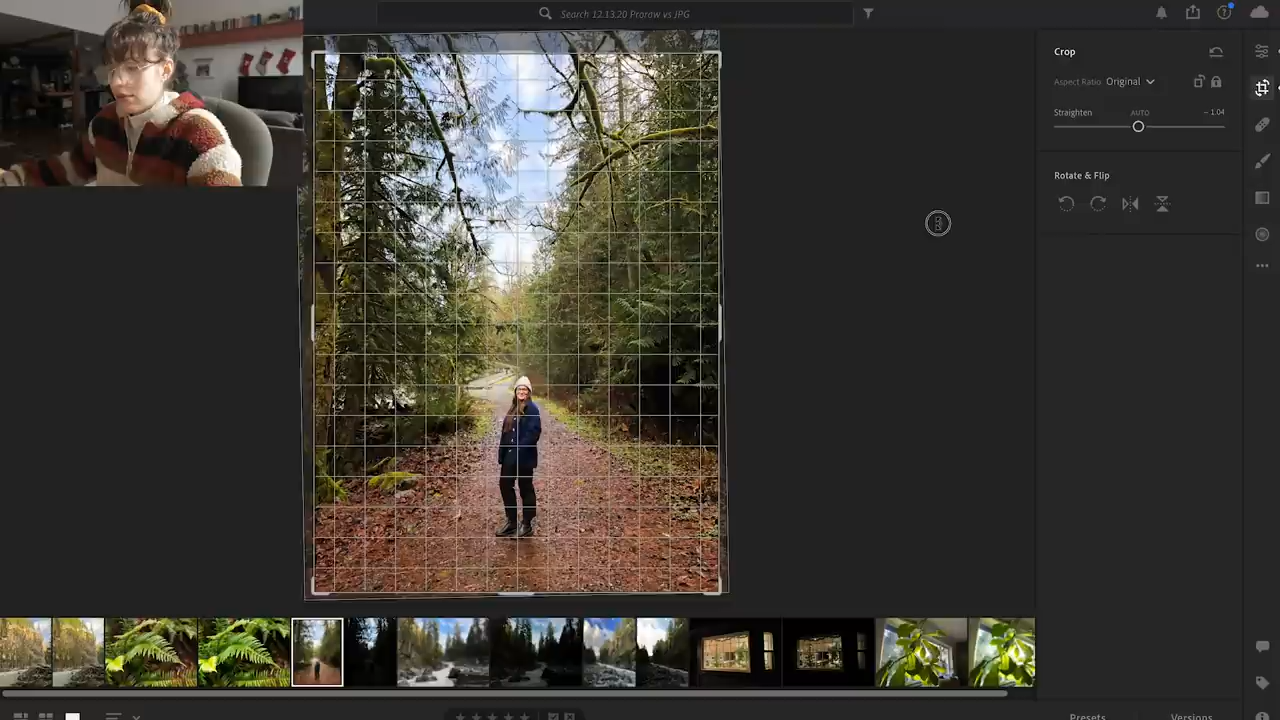 Search 12.13.20 Proraw vs JPG
Crop
Aspect Ratio Original
Straighten AUTO - 1.04
Rotate & Flip
Presets Versions